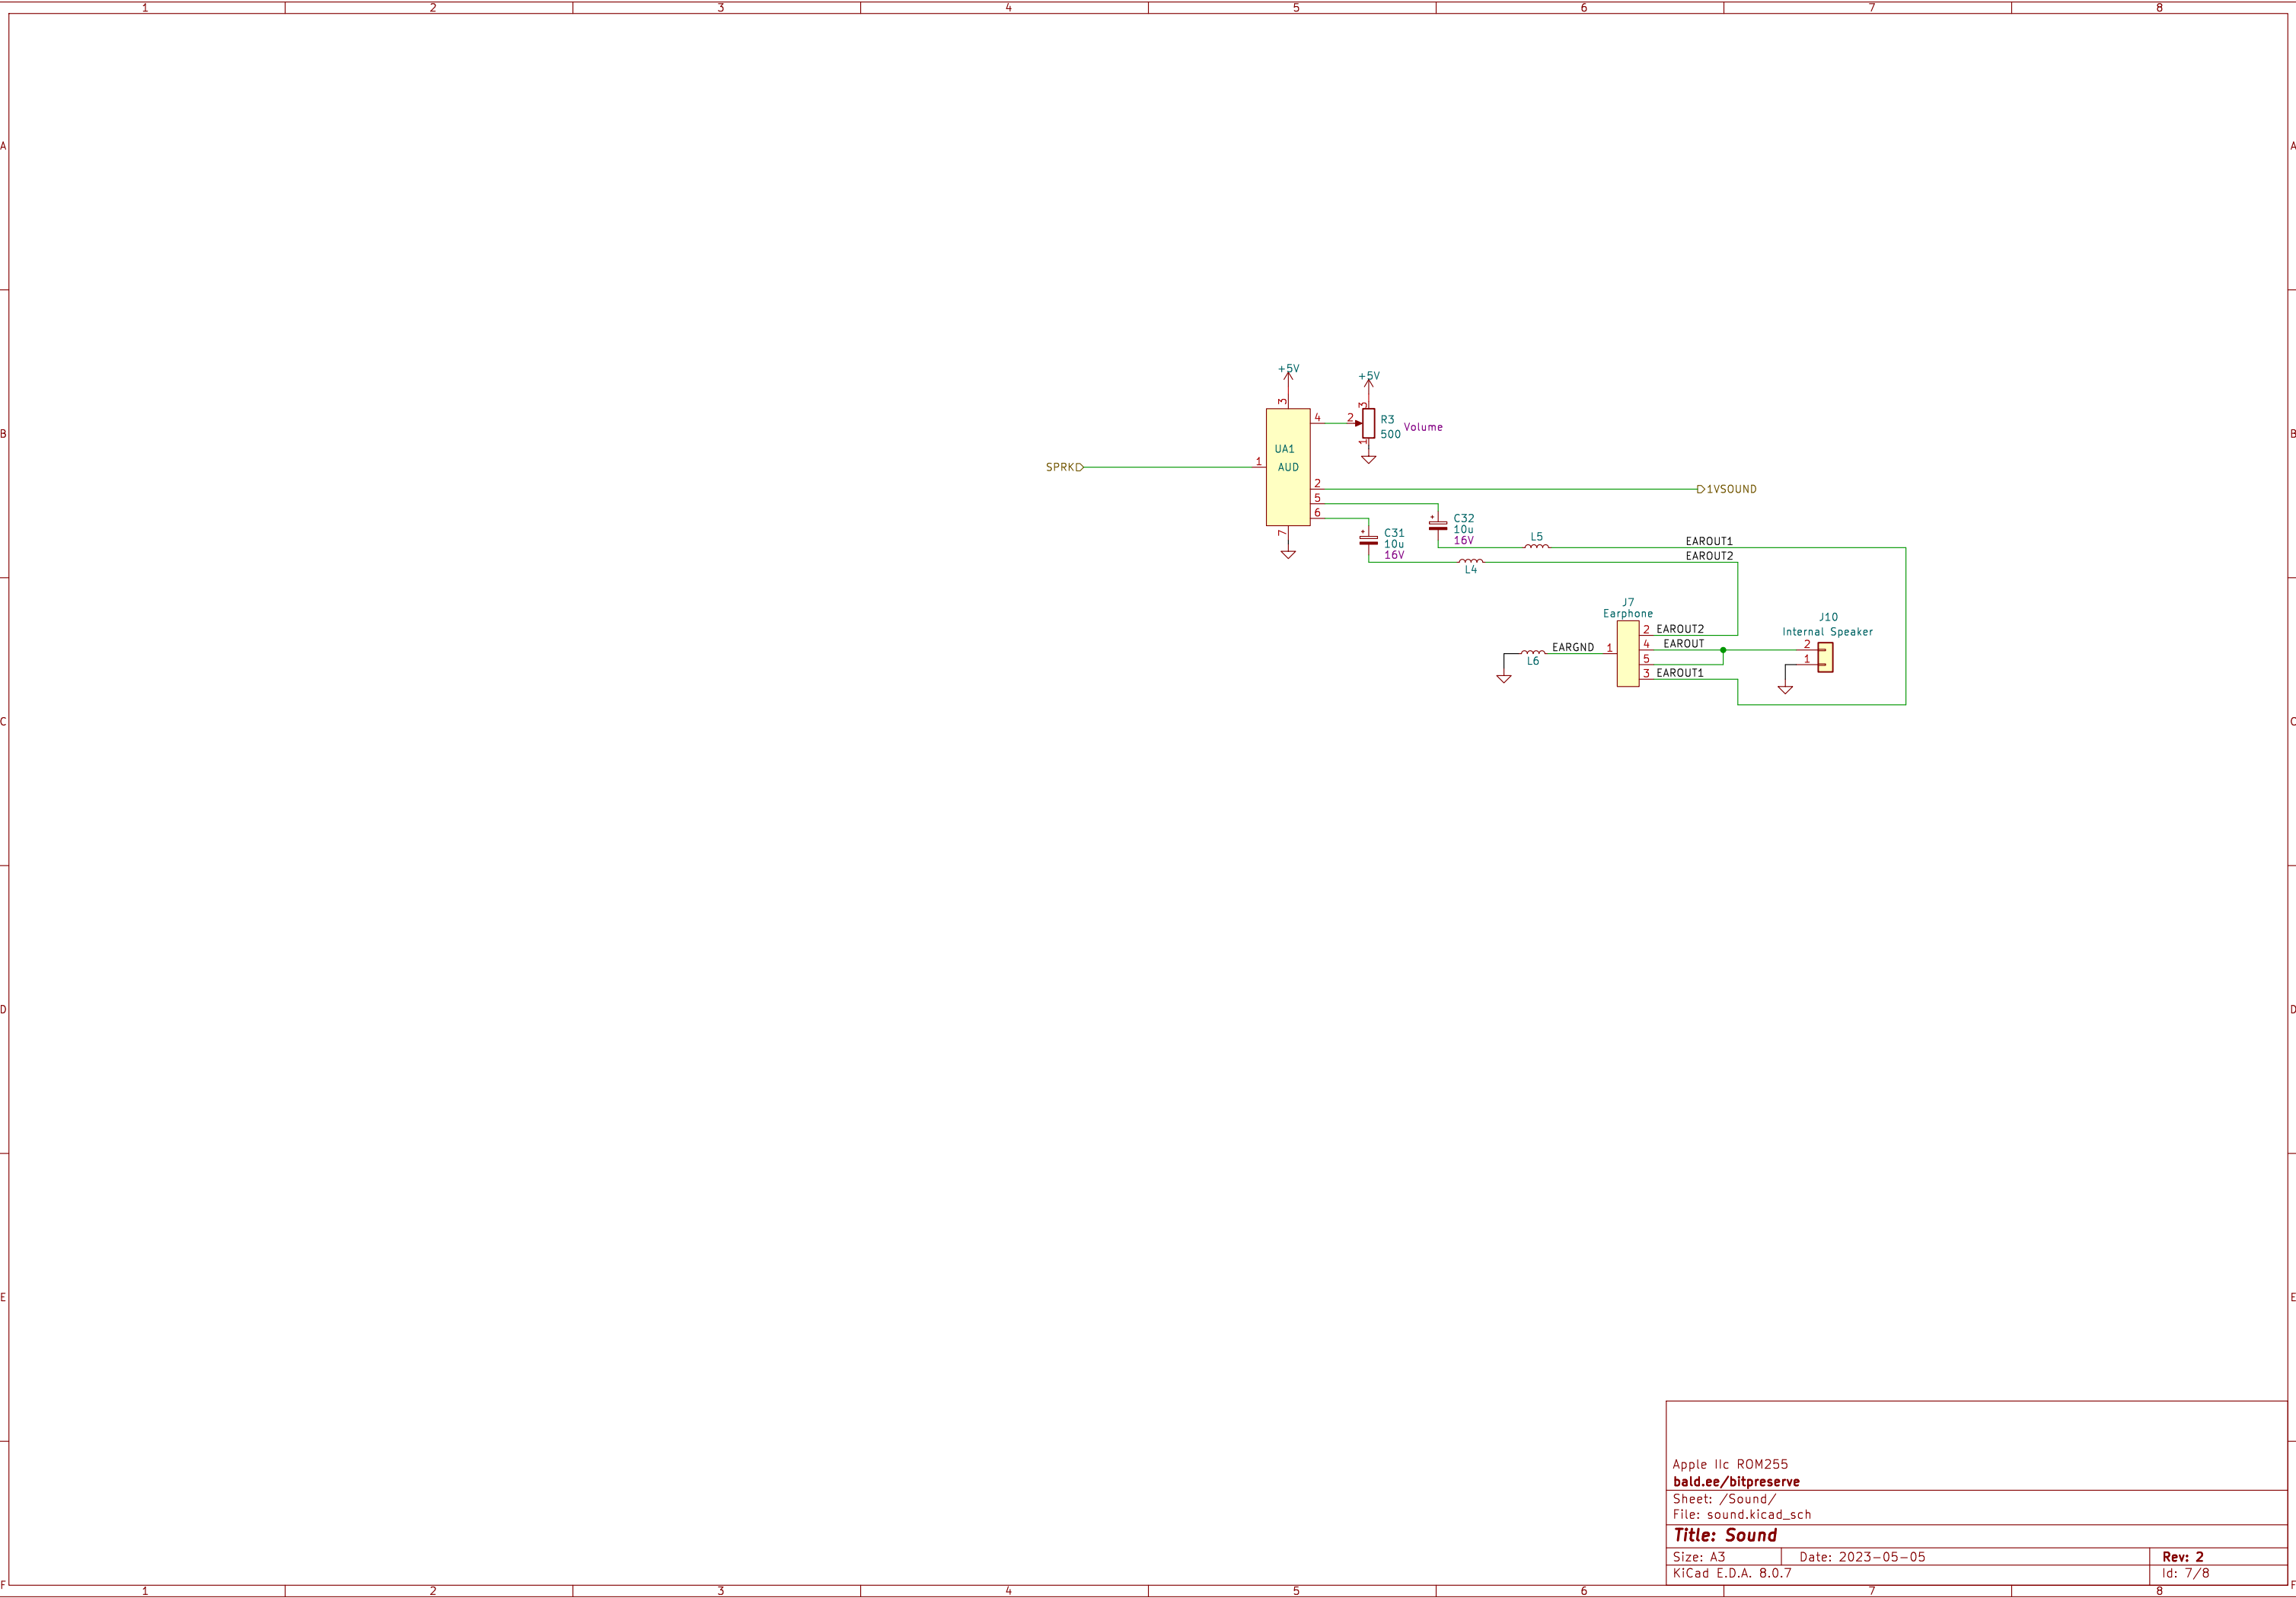 1 2 3 4 5 6 7 8
A A
+5V
+5V
3
3
4
2
R3
500
Volume
1
B B
UA1
AUD
SPRK
1
2
1VSOUND
5
6
7
C32
10u
16V
C31
10u
16V
L5
L4
EAROUT1
EAROUT2
J7
Earphone
J10
Internal Speaker
2 EAROUT2
4 EAROUT
2
EARGND
1
L6
5
1
3 EAROUT1
C C
D D
E E
Apple IIc ROM255
bald.ee/bitpreserve
Sheet: /Sound/
File: sound.kicad_sch
Title: Sound
Size: A3 Date: 2023-05-05 Rev: 2
KiCad E.D.A. 8.0.7 Id: 7/8
F F
1 2 3 4 5 6 7 8